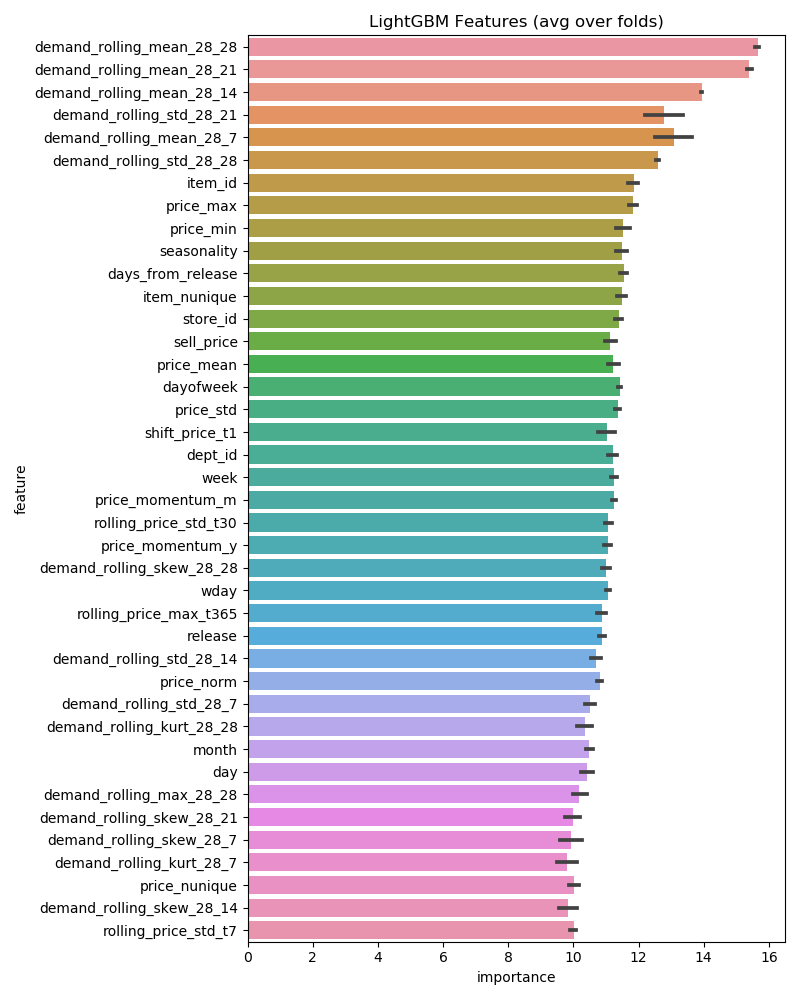 LightGBM Features (avg over folds)
demand_rolling_mean_28_28
demand_rolling_mean_28_21
demand_rolling_mean_28_14
demand_rolling_std_28_21
demand_rolling_mean_28_7
demand_rolling_std_28_28
item_id
price_max
price_min
seasonality
days_from_release
item_nunique
store_id
sell_price
price_mean
dayofweek
price_std
shift_price_t1
dept_id
week
price_momentum_m
rolling_price_std_t30
price_momentum_y
demand_rolling_skew_28_28
wday
rolling_price_max_t365
release
demand_rolling_std_28_14
price_norm
demand_rolling_std_28_7
demand_rolling_kurt_28_28
month
day
demand_rolling_max_28_28
demand_rolling_skew_28_21
demand_rolling_skew_28_7
demand_rolling_kurt_28_7
price_nunique
demand_rolling_skew_28_14
rolling_price_std_t7
feature
0 2 4 6 8 10 12 14 16
importance